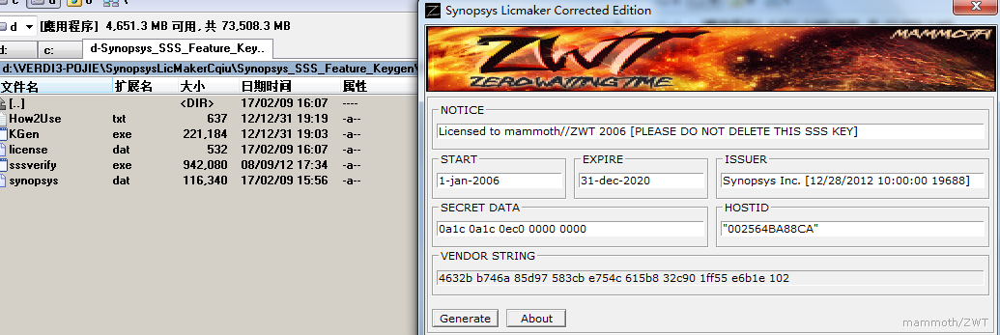 d
[應用程序] 4,651.3 MB 可用, 共 73,508.3 MB
d:
c:
d-Synopsys_SSS_Feature_Key..
d:\VERDI3-POJIE\SynopsysLicMakerCqiu\Synopsys_SSS_Feature_Keygen\
文件名 扩展名 大小 日期时间 属性
[..] <DIR> 17/02/09 16:07 ----
How2Use txt 637 12/12/31 19:19 -a--
KGen exe 221,184 12/12/31 19:03 -a--
license dat 532 17/02/09 16:07 -a--
sssverify exe 942,080 08/09/12 17:34 -a--
synopsys dat 116,340 17/02/09 15:56 -a--
Synopsys Licmaker Corrected Edition
ZWT
ZERO WAITING TIME
MAMMOTH
NOTICE
Licensed to mammoth//ZWT 2006 [PLEASE DO NOT DELETE THIS SSS KEY]
START EXPIRE ISSUER
1-jan-2006 31-dec-2020 Synopsys Inc. [12/28/2012 10:00:00 19688]
SECRET DATA HOSTID
0a1c 0a1c 0ec0 0000 0000 "002564BA88CA"
VENDOR STRING
4632b b746a 85d97 583cb e754c 615b8 32c90 1ff55 e6b1e 102
Generate About
mammoth/ZWT